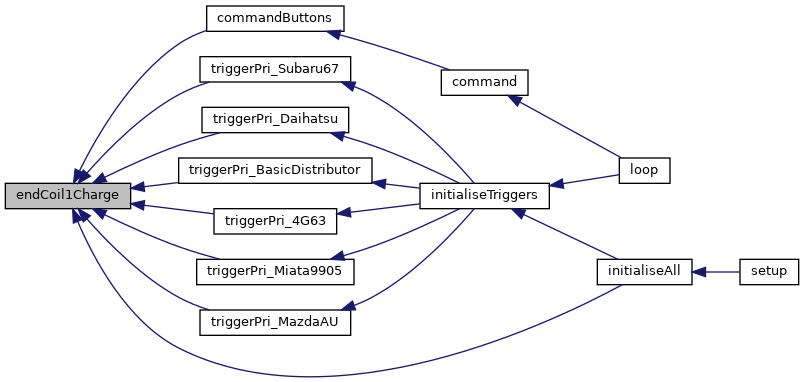 commandButtons
triggerPri_Subaru67
command
triggerPri_Daihatsu
triggerPri_BasicDistributor
loop
endCoil1Charge
initialiseTriggers
triggerPri_4G63
triggerPri_Miata9905
initialiseAll
setup
triggerPri_MazdaAU